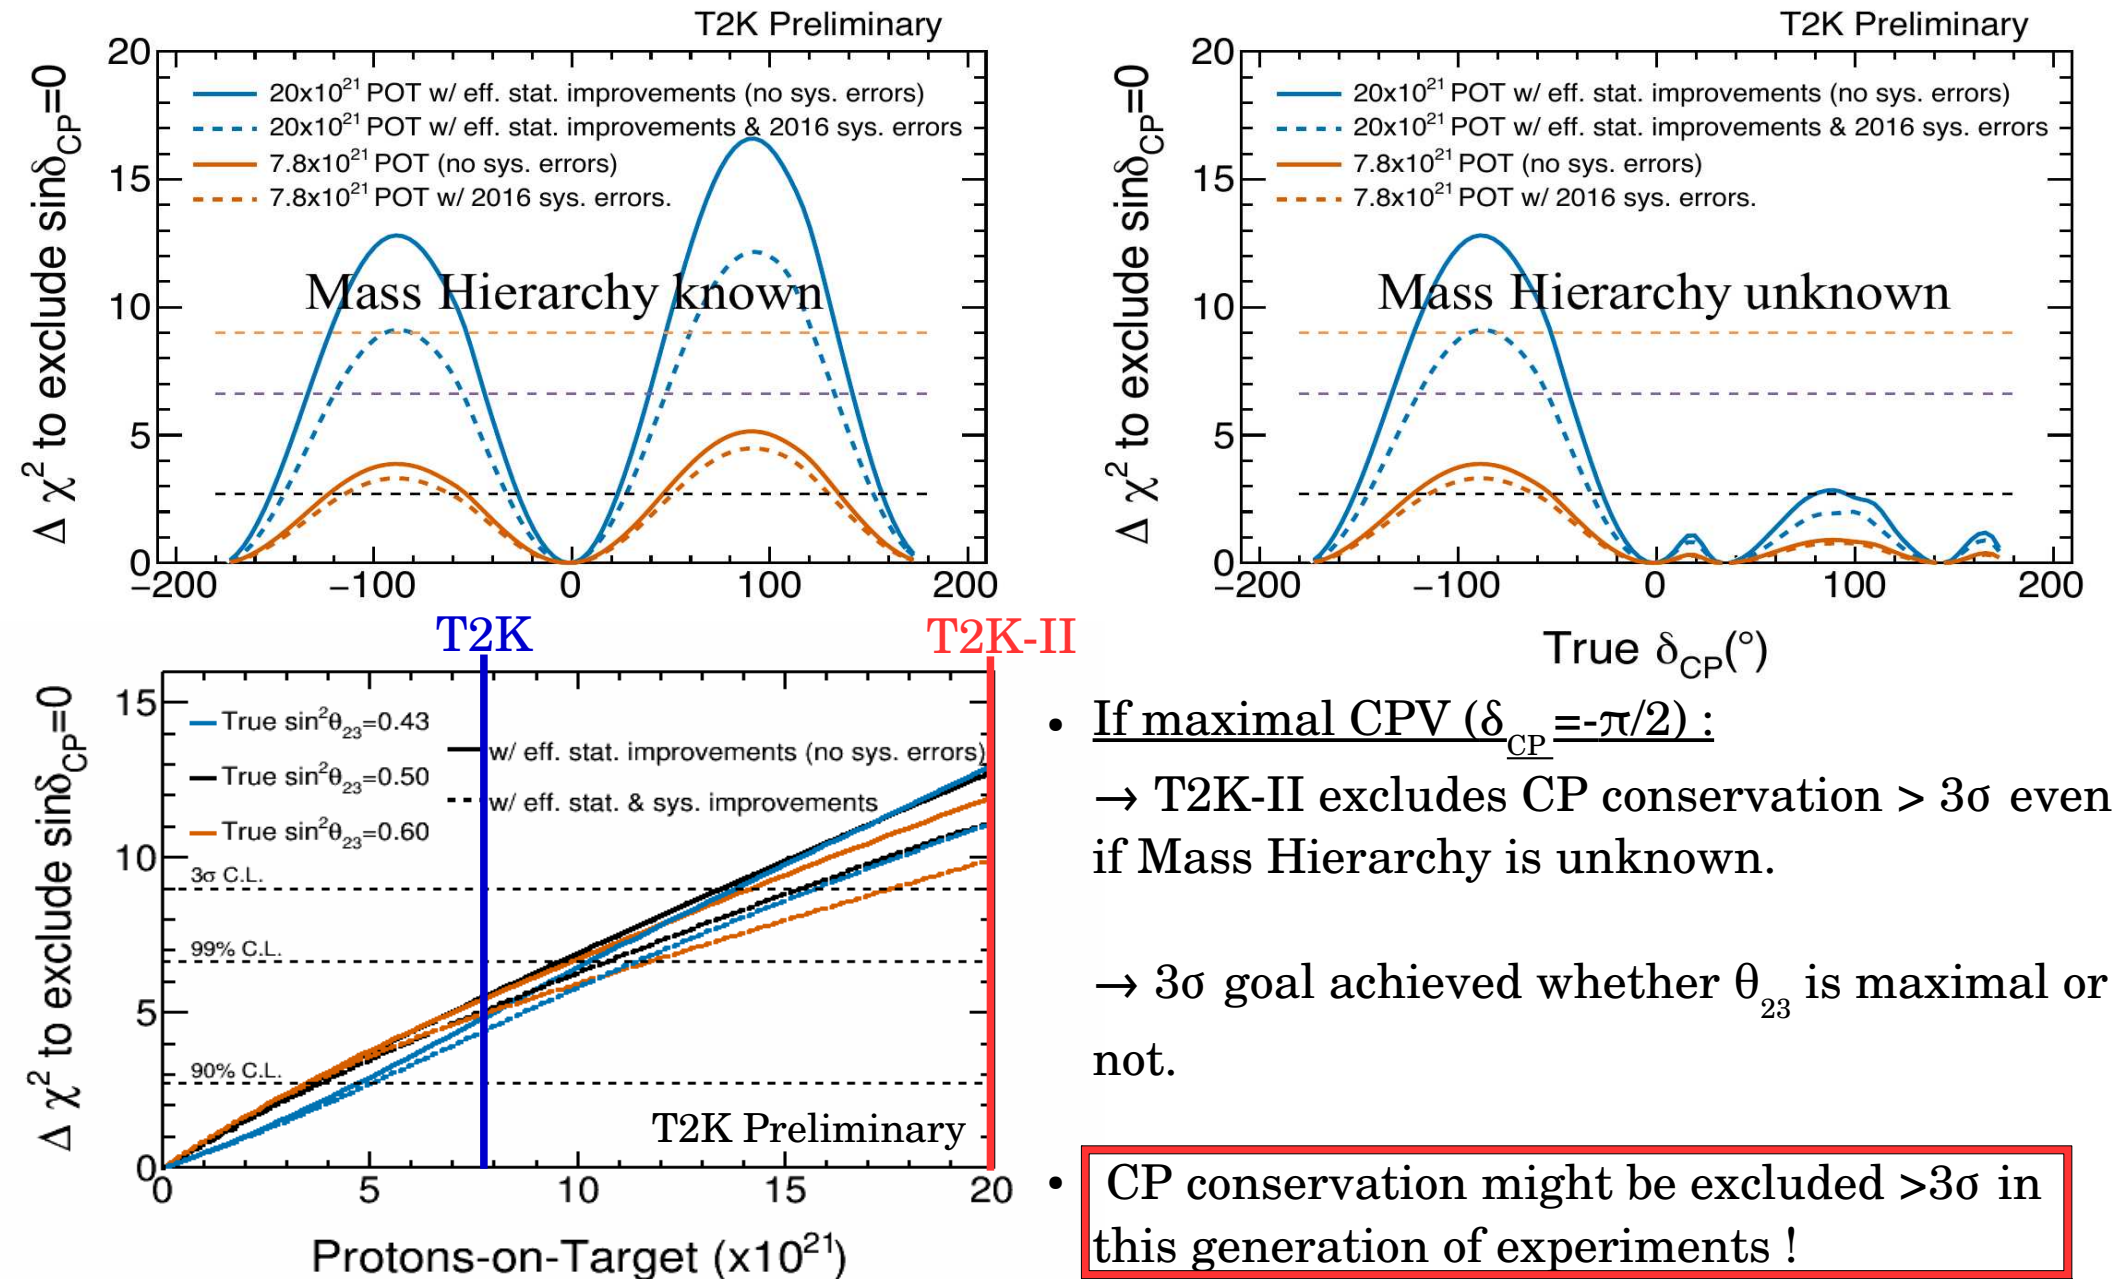 T2K Preliminary
20
15
10
5
0
Δ χ² to exclude sinδCP=0
20x10²¹ POT w/ eff. stat. improvements (no sys. errors)
20x10²¹ POT w/ eff. stat. improvements & 2016 sys. errors
7.8x10²¹ POT (no sys. errors)
7.8x10²¹ POT w/ 2016 sys. errors.
Mass Hierarchy known
−200 −100 0 100 200
T2K Preliminary
20
15
10
5
0
Δ χ² to exclude sinδCP=0
20x10²¹ POT w/ eff. stat. improvements (no sys. errors)
20x10²¹ POT w/ eff. stat. improvements & 2016 sys. errors
7.8x10²¹ POT (no sys. errors)
7.8x10²¹ POT w/ 2016 sys. errors.
Mass Hierarchy unknown
−200 −100 0 100 200
True δCP(°)
T2K
T2K-II
15
10
5
0
Δ χ² to exclude sinδCP=0
True sin²θ₂₃=0.43
True sin²θ₂₃=0.50
True sin²θ₂₃=0.60
w/ eff. stat. improvements (no sys. errors)
w/ eff. stat. & sys. improvements
3σ C.L.
99% C.L.
90% C.L.
T2K Preliminary
0 5 10 15 20
Protons-on-Target (x10²¹)
• If maximal CPV (δCP=-π/2) :
→ T2K-II excludes CP conservation > 3σ even
if Mass Hierarchy is unknown.
→ 3σ goal achieved whether θ₂₃ is maximal or
not.
• CP conservation might be excluded >3σ in
this generation of experiments !